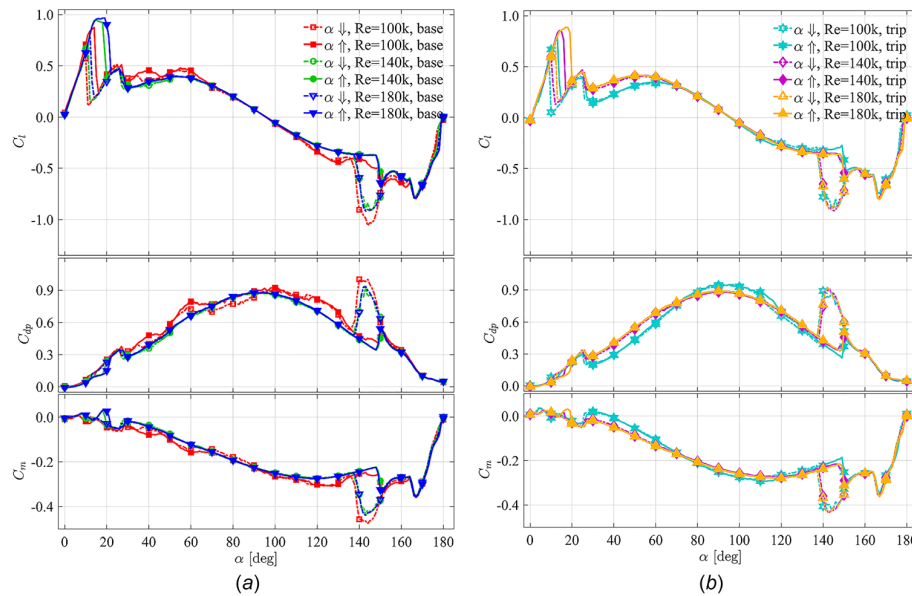 1.0
0.5
0.0
-0.5
-1.0
C_l
α ⇓, Re=100k, base
α ⇑, Re=100k, base
α ⇓, Re=140k, base
α ⇑, Re=140k, base
α ⇓, Re=180k, base
α ⇑, Re=180k, base
0.9
0.6
0.3
0.0
C_dp
0.0
-0.2
-0.4
C_m
0 20 40 60 80 100 120 140 160 180
α [deg]
(a)
1.0
0.5
0.0
-0.5
-1.0
C_l
α ⇓, Re=100k, trip
α ⇑, Re=100k, trip
α ⇓, Re=140k, trip
α ⇑, Re=140k, trip
α ⇓, Re=180k, trip
α ⇑, Re=180k, trip
0.9
0.6
0.3
0.0
C_dp
0.0
-0.2
-0.4
C_m
0 20 40 60 80 100 120 140 160 180
α [deg]
(b)